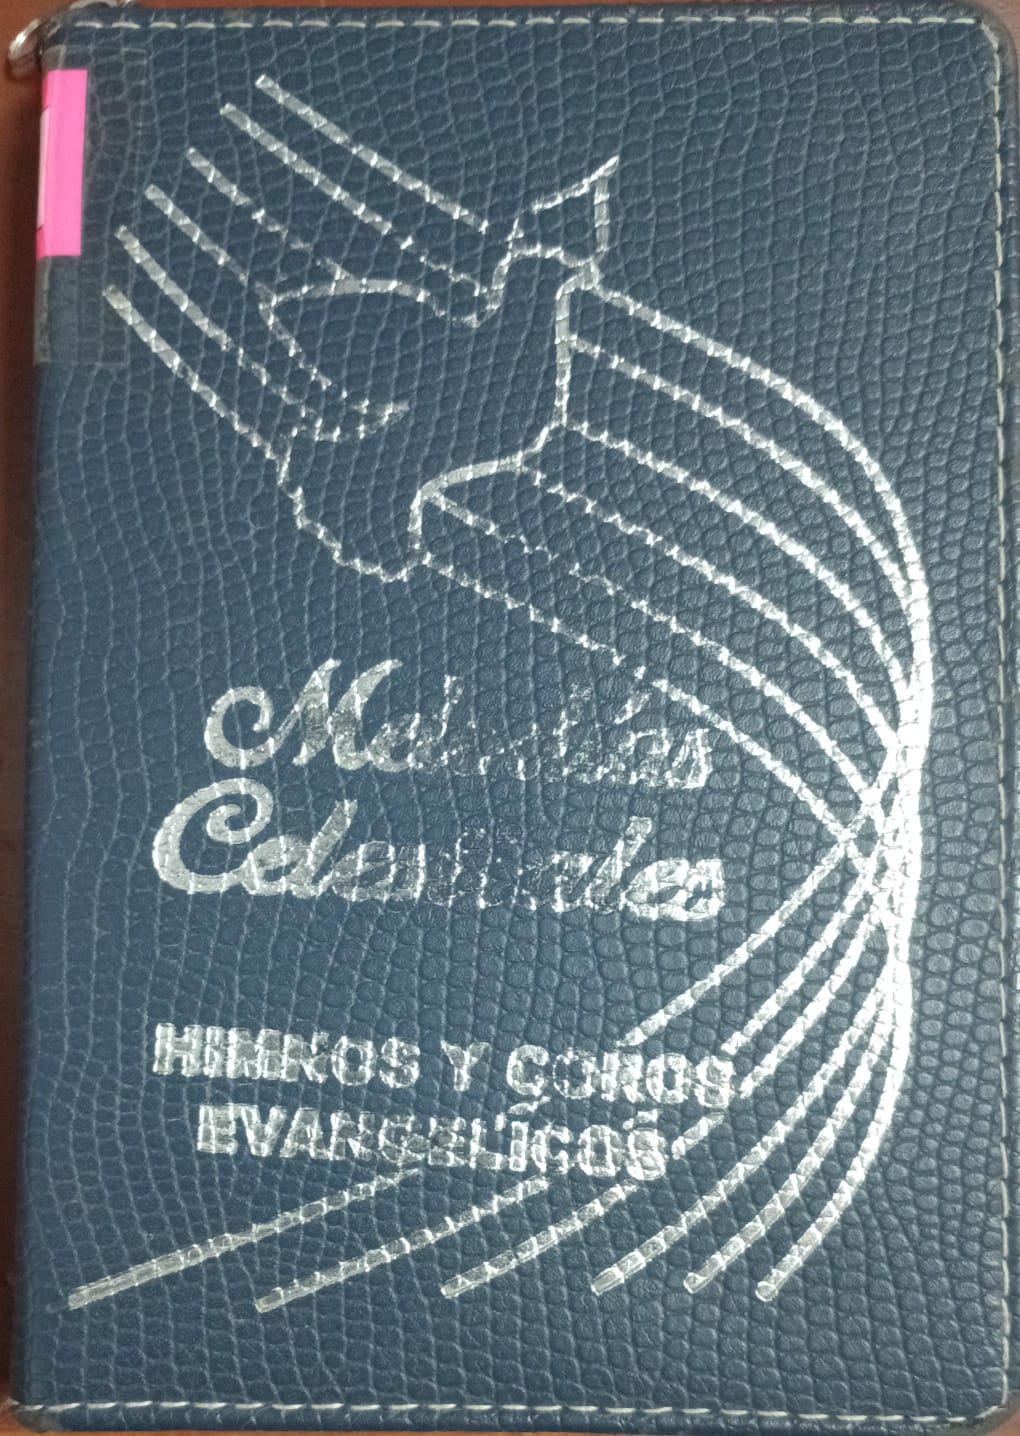 Melodías
Celestiales
HIMNOS Y COROS
EVANGELICOS